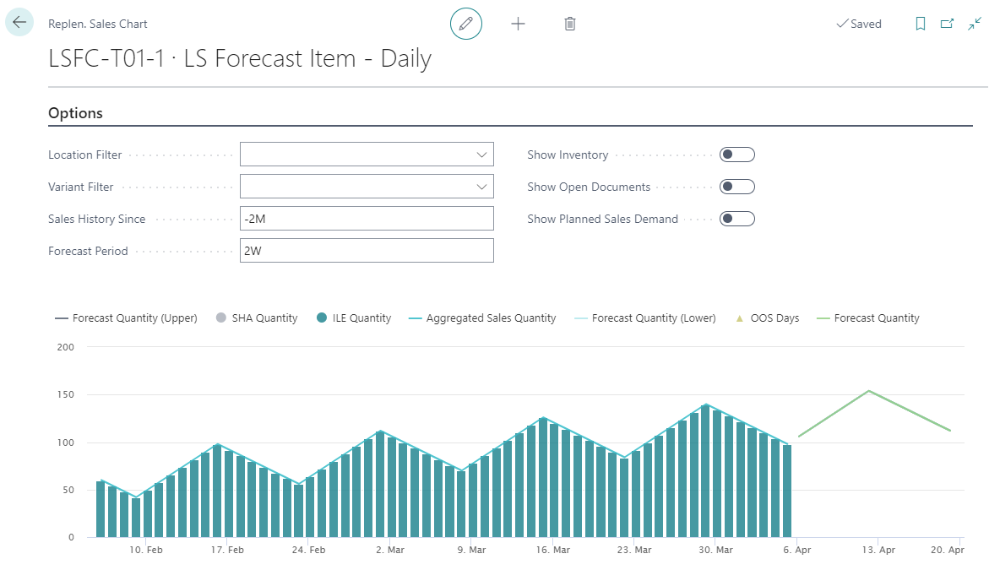 Replen. Sales Chart
Saved
LSFC-T01-1 · LS Forecast Item - Daily
Options
Location Filter
Show Inventory
Variant Filter
Show Open Documents
Sales History Since -2M
Show Planned Sales Demand
Forecast Period 2W
Forecast Quantity (Upper) SHA Quantity ILE Quantity Aggregated Sales Quantity Forecast Quantity (Lower) OOS Days Forecast Quantity
200
150
100
50
0
10. Feb 17. Feb 24. Feb 2. Mar 9. Mar 16. Mar 23. Mar 30. Mar 6. Apr 13. Apr 20. Apr